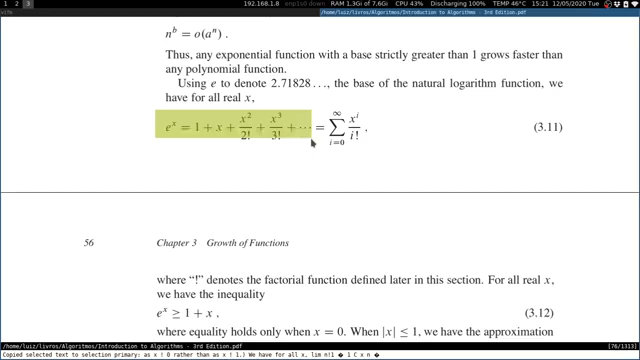 1 2 3 192.168.1.8 enp1s0 down RAM 1.3Gi of 7.6Gi CPU 43% Discharging 100% TEMP 46°C 15:21 12/05/2020 Tue
/home/luiz/livros/Algoritmos/Introduction to Algorithms - 3rd Edition.pdf
n^b = o(a^n) .
Thus, any exponential function with a base strictly greater than 1 grows faster than
any polynomial function.
Using e to denote 2.71828 . . ., the base of the natural logarithm function, we
have for all real x,
e^x = 1 + x + x²/2! + x³/3! + ··· = ∑_{i=0}^{∞} x^i/i! , (3.11)
56 Chapter 3 Growth of Functions
where “!” denotes the factorial function defined later in this section. For all real x,
we have the inequality
e^x ≥ 1 + x , (3.12)
where equality holds only when x = 0. When |x| ≤ 1, we have the approximation
/home/luiz/livros/Algoritmos/Introduction to Algorithms - 3rd Edition.pdf [76/1313]
Copied selected text to selection primary: as x ! 0 rather than as x ! 1.) We have for all x, lim n!1 � 1 C x n �